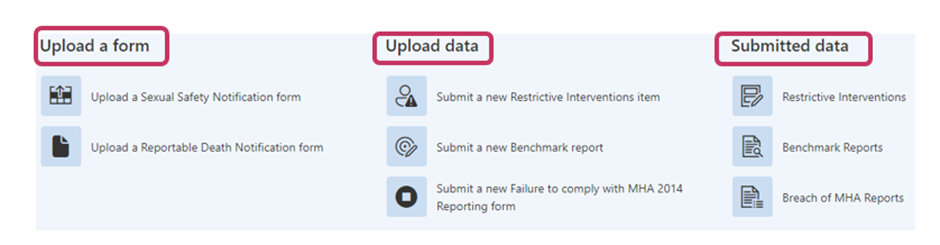 Upload a form
Upload a Sexual Safety Notification form
Upload a Reportable Death Notification form
Upload data
Submit a new Restrictive Interventions item
Submit a new Benchmark report
Submit a new Failure to comply with MHA 2014
Reporting form
Submitted data
Restrictive Interventions
Benchmark Reports
Breach of MHA Reports